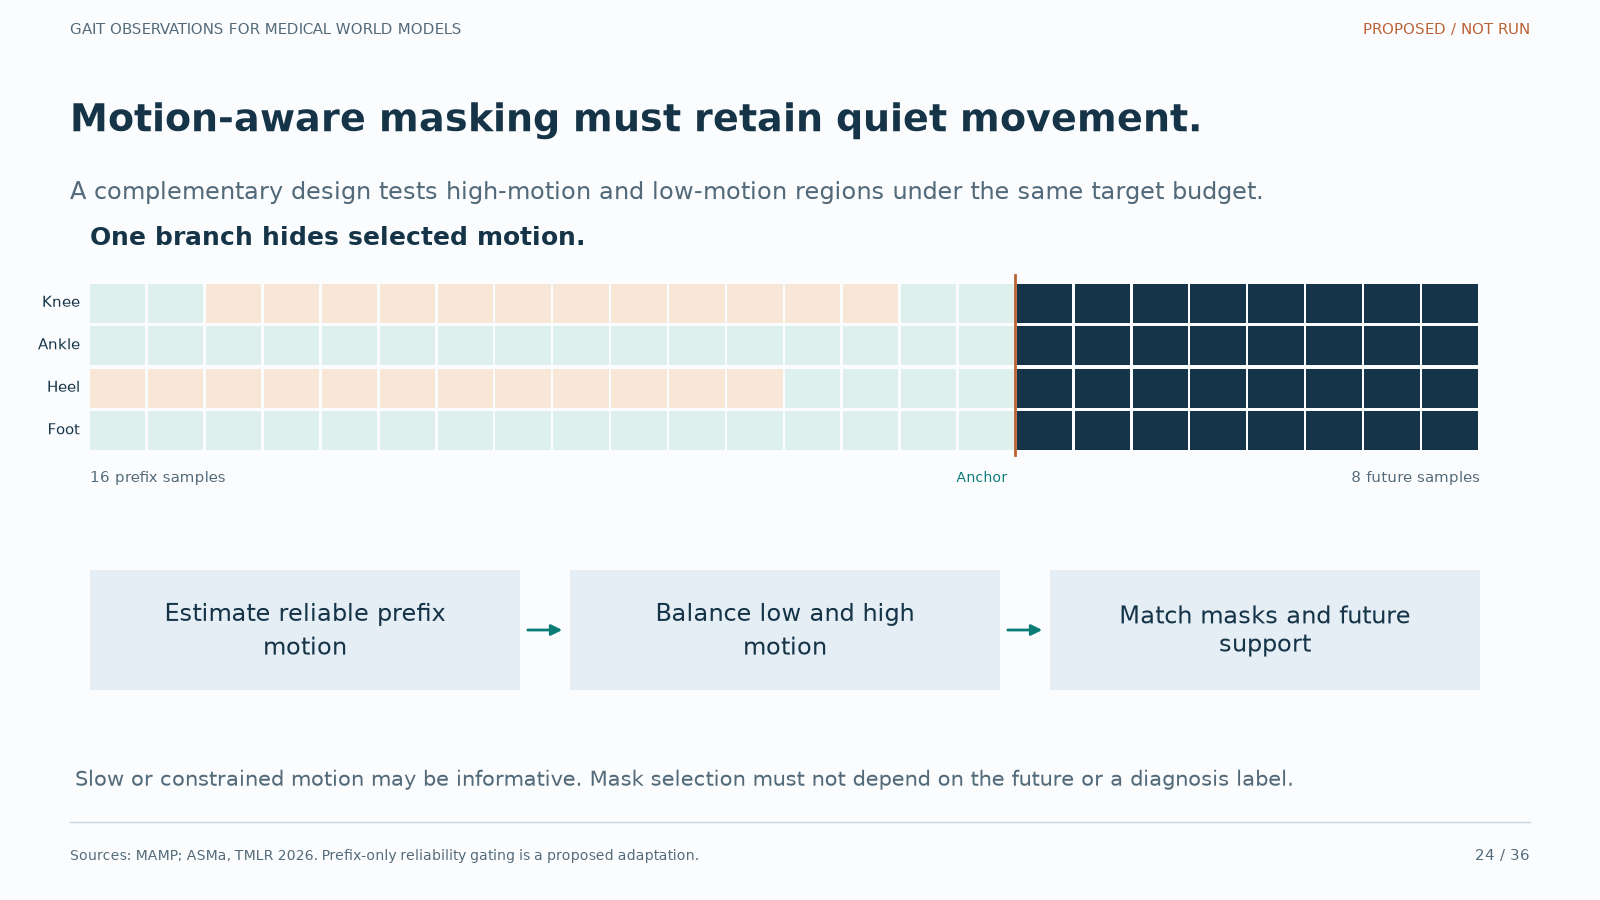 GAIT OBSERVATIONS FOR MEDICAL WORLD MODELS
PROPOSED / NOT RUN
Motion-aware masking must retain quiet movement.
A complementary design tests high-motion and low-motion regions under the same target budget.
One branch hides selected motion.
Knee
Ankle
Heel
Foot
16 prefix samples
Anchor
8 future samples
Estimate reliable prefix
motion
Balance low and high
motion
Match masks and future
support
Slow or constrained motion may be informative. Mask selection must not depend on the future or a diagnosis label.
Sources: MAMP; ASMa, TMLR 2026. Prefix-only reliability gating is a proposed adaptation.
24 / 36